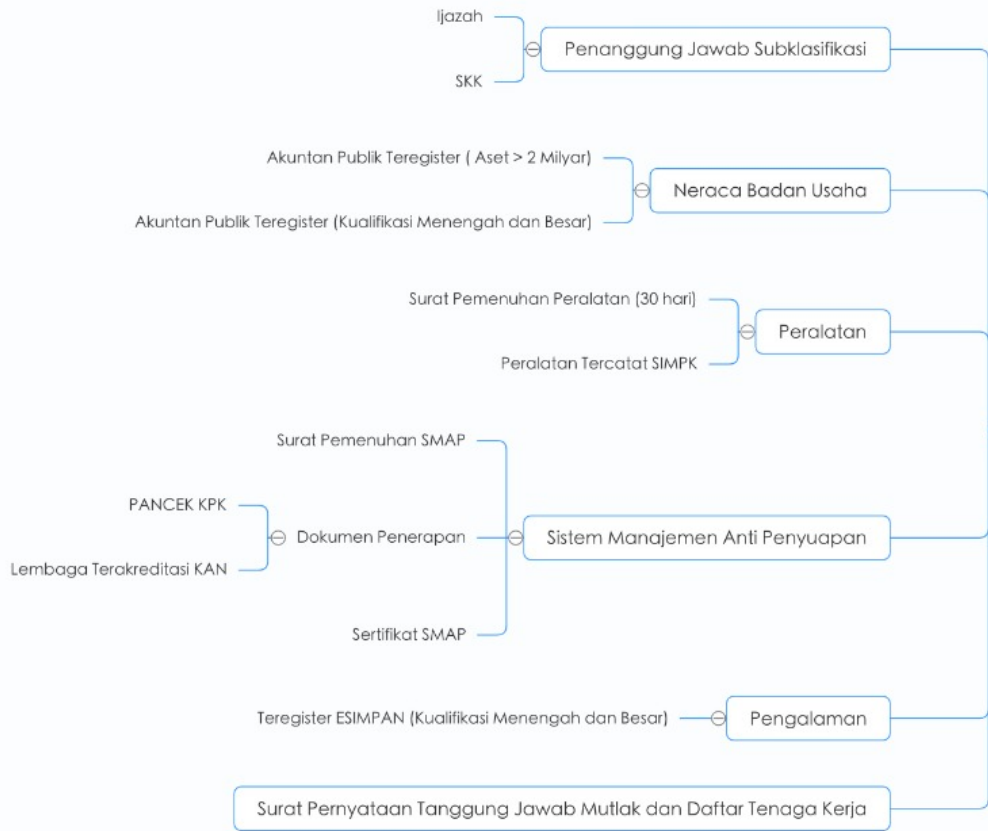 Ijazah
Penanggung Jawab Subklasifikasi
SKK
Akuntan Publik Teregister ( Aset > 2 Milyar)
Neraca Badan Usaha
Akuntan Publik Teregister (Kualifikasi Menengah dan Besar)
Surat Pemenuhan Peralatan (30 hari)
Peralatan
Peralatan Tercatat SIMPK
Surat Pemenuhan SMAP
PANCEK KPK
Dokumen Penerapan
Sistem Manajemen Anti Penyuapan
Lembaga Terakreditasi KAN
Sertifikat SMAP
Teregister ESIMPAN (Kualifikasi Menengah dan Besar)
Pengalaman
Surat Pernyataan Tanggung Jawab Mutlak dan Daftar Tenaga Kerja